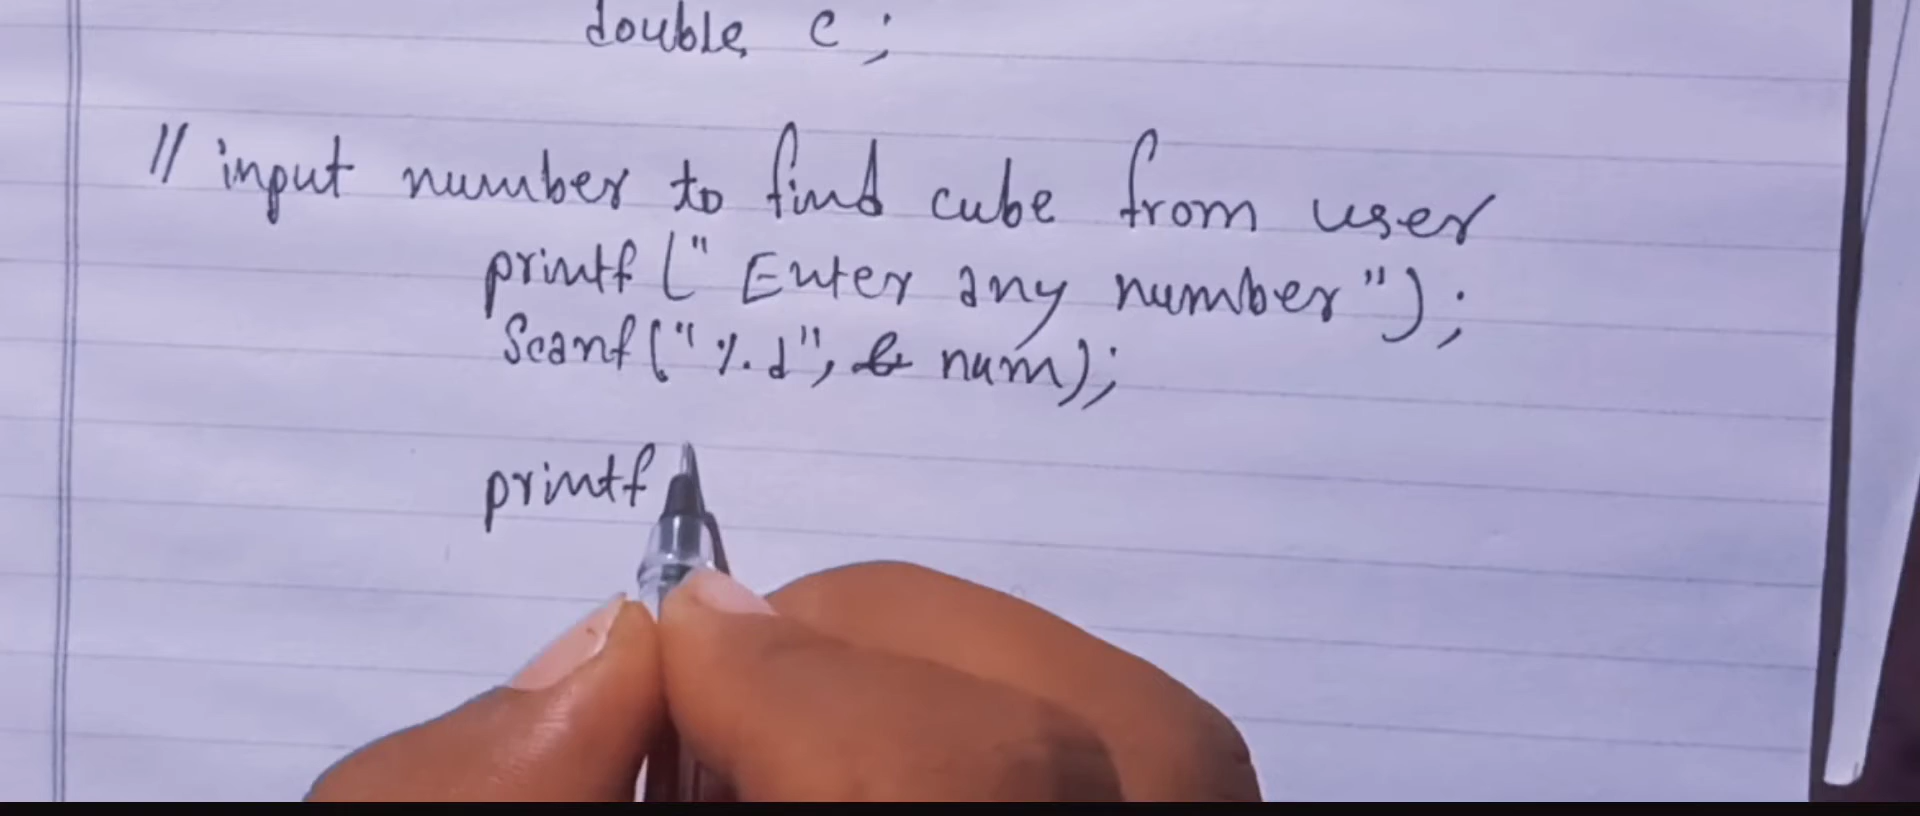 double c;
// input number to find cube from user
printf (" Enter any number");
Scanf ("%d", & num);
printf